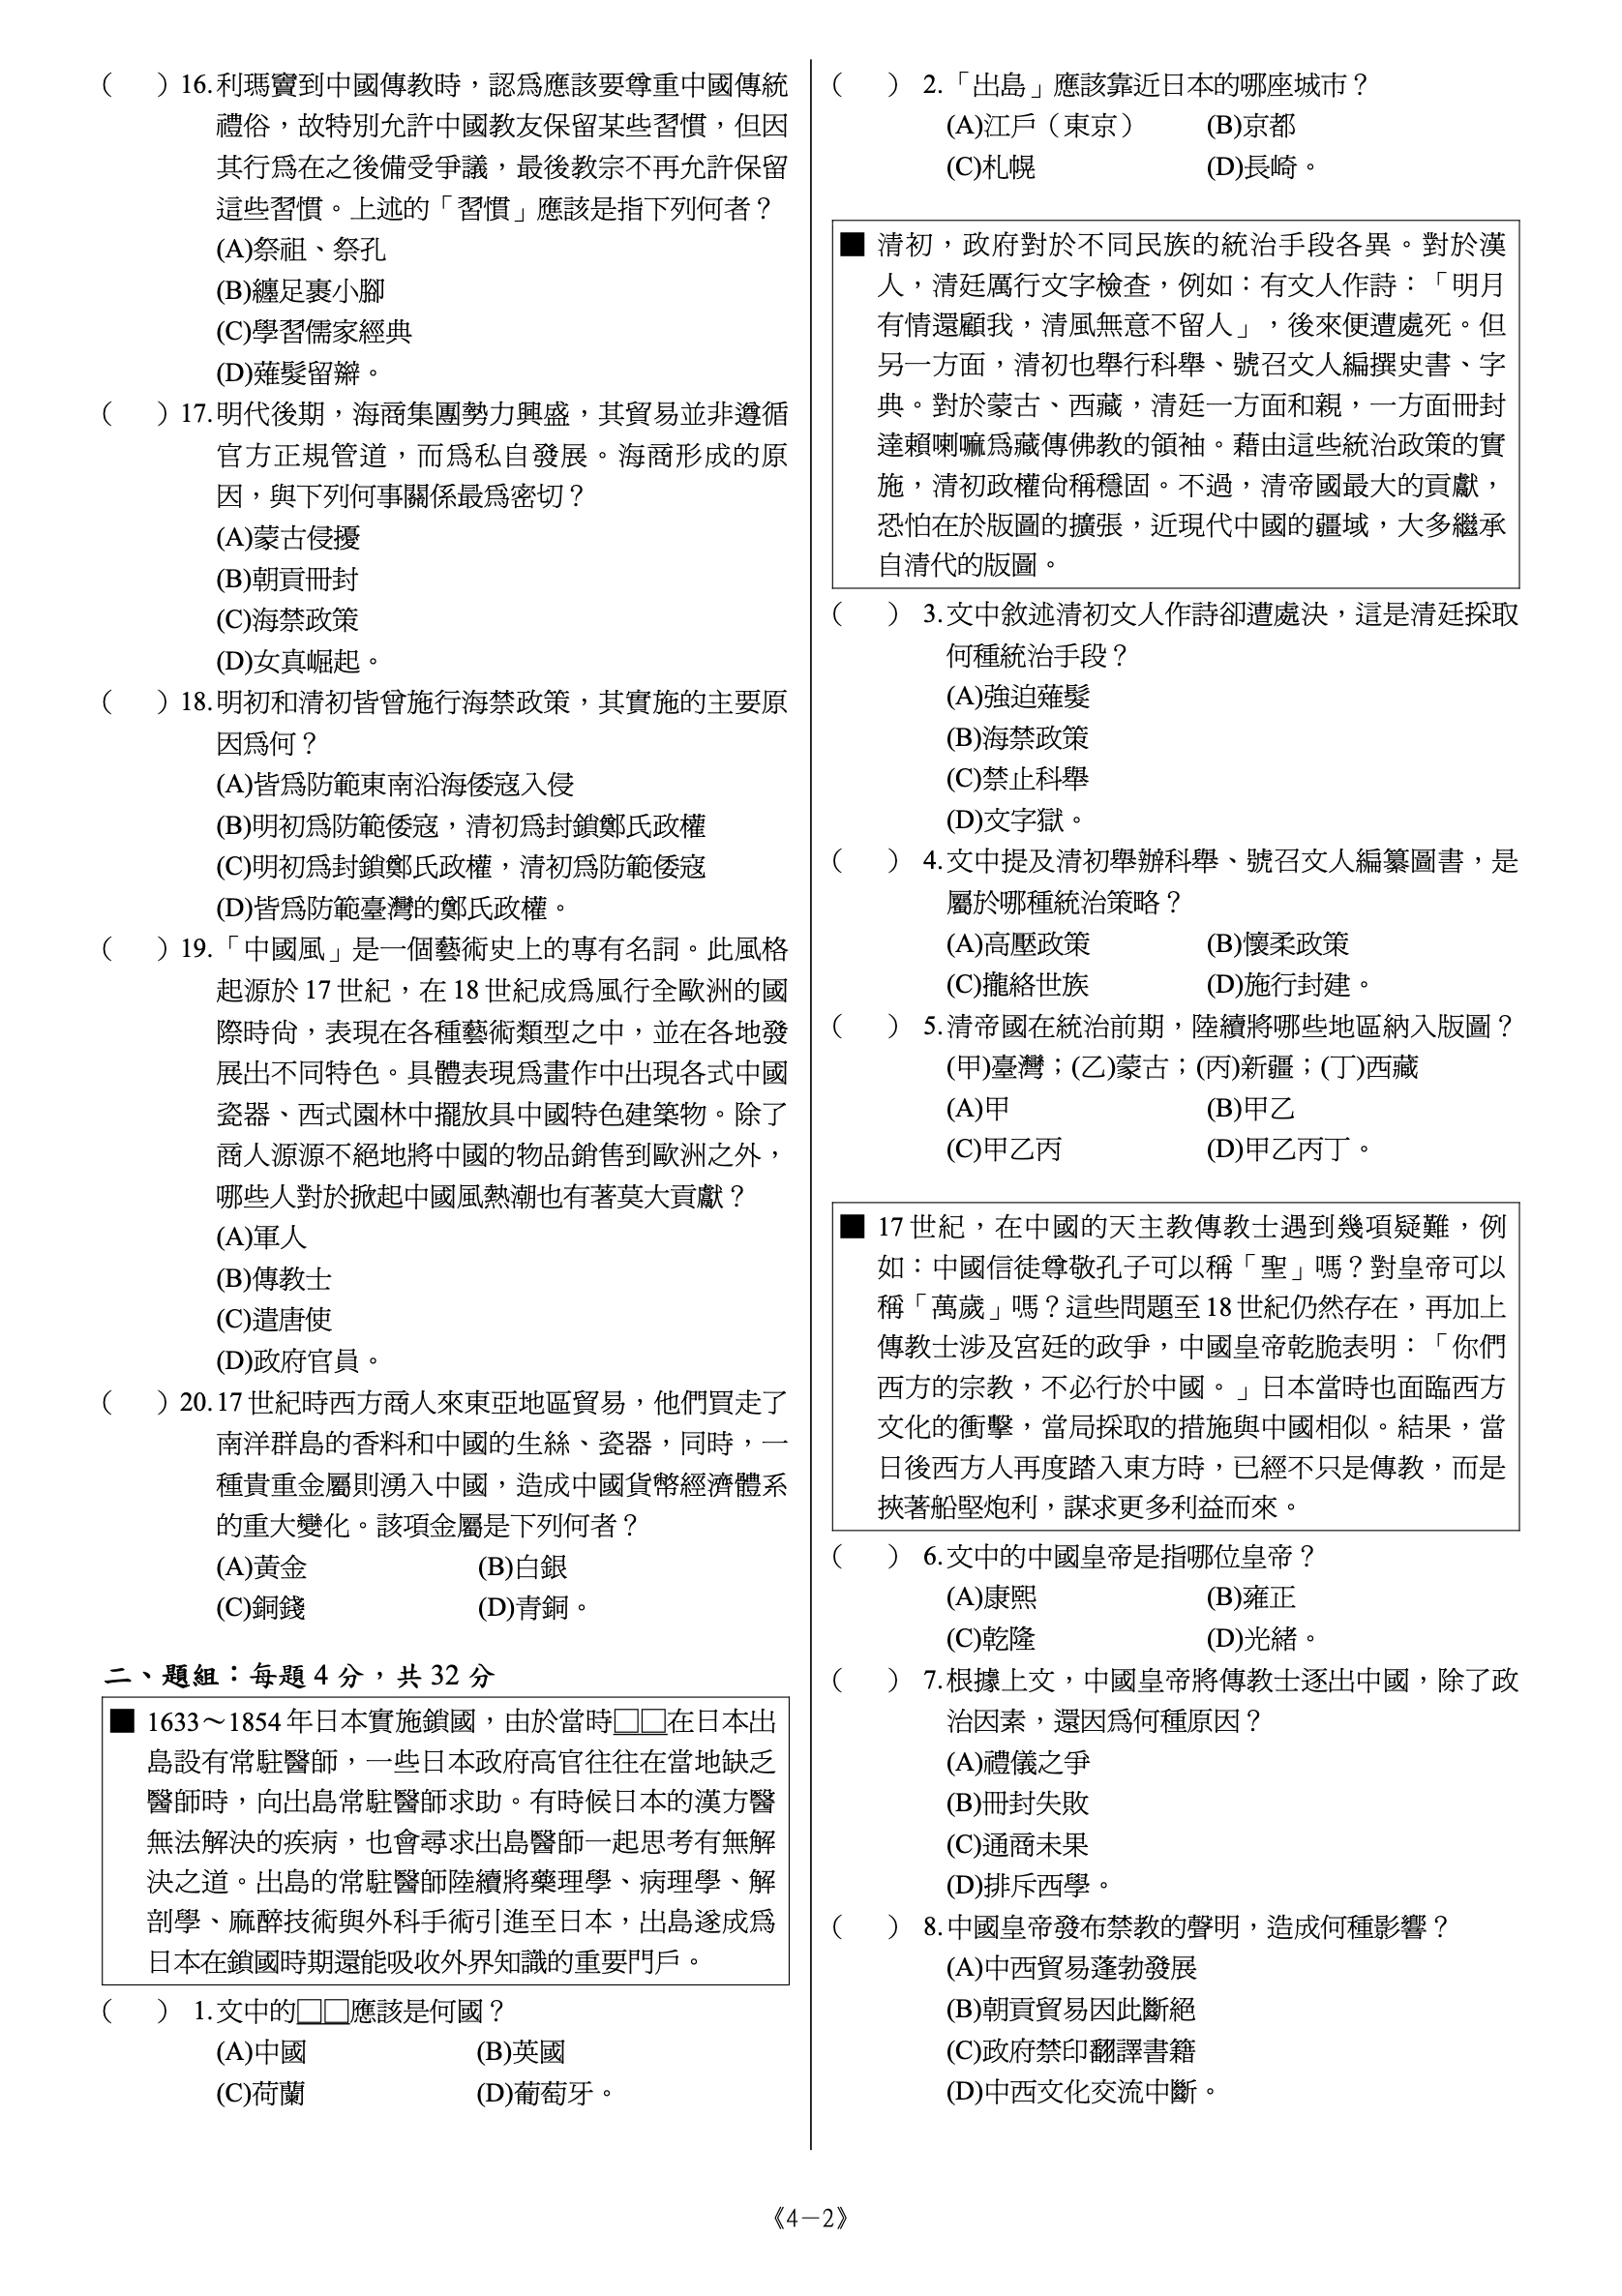 (　)16.利瑪竇到中國傳教時，認為應該要尊重中國傳統
禮俗，故特別允許中國教友保留某些習慣，但因
其行為在之後備受爭議，最後教宗不再允許保留
這些習慣。上述的「習慣」應該是指下列何者？
(A)祭祖、祭孔
(B)纏足裹小腳
(C)學習儒家經典
(D)薙髮留辮。
(　)17.明代後期，海商集團勢力興盛，其貿易並非遵循
官方正規管道，而為私自發展。海商形成的原
因，與下列何事關係最為密切？
(A)蒙古侵擾
(B)朝貢冊封
(C)海禁政策
(D)女真崛起。
(　)18.明初和清初皆曾施行海禁政策，其實施的主要原
因為何？
(A)皆為防範東南沿海倭寇入侵
(B)明初為防範倭寇，清初為封鎖鄭氏政權
(C)明初為封鎖鄭氏政權，清初為防範倭寇
(D)皆為防範臺灣的鄭氏政權。
(　)19.「中國風」是一個藝術史上的專有名詞。此風格
起源於17世紀，在18世紀成為風行全歐洲的國
際時尚，表現在各種藝術類型之中，並在各地發
展出不同特色。具體表現為畫作中出現各式中國
瓷器、西式園林中擺放具中國特色建築物。除了
商人源源不絕地將中國的物品銷售到歐洲之外，
哪些人對於掀起中國風熱潮也有著莫大貢獻？
(A)軍人
(B)傳教士
(C)遣唐使
(D)政府官員。
(　)20.17世紀時西方商人來東亞地區貿易，他們買走了
南洋群島的香料和中國的生絲、瓷器，同時，一
種貴重金屬則湧入中國，造成中國貨幣經濟體系
的重大變化。該項金屬是下列何者？
(A)黃金　(B)白銀
(C)銅錢　(D)青銅。
二、題組：每題 4 分，共 32 分
■ 1633～1854年日本實施鎖國，由於當時□□在日本出
島設有常駐醫師，一些日本政府高官往往在當地缺乏
醫師時，向出島常駐醫師求助。有時候日本的漢方醫
無法解決的疾病，也會尋求出島醫師一起思考有無解
決之道。出島的常駐醫師陸續將藥理學、病理學、解
剖學、麻醉技術與外科手術引進至日本，出島遂成為
日本在鎖國時期還能吸收外界知識的重要門戶。
(　) 1.文中的□□應該是何國？
(A)中國　(B)英國
(C)荷蘭　(D)葡萄牙。
(　) 2.「出島」應該靠近日本的哪座城市？
(A)江戶（東京）　(B)京都
(C)札幌　(D)長崎。
■ 清初，政府對於不同民族的統治手段各異。對於漢
人，清廷厲行文字檢查，例如：有文人作詩：「明月
有情還顧我，清風無意不留人」，後來便遭處死。但
另一方面，清初也舉行科舉、號召文人編撰史書、字
典。對於蒙古、西藏，清廷一方面和親，一方面冊封
達賴喇嘛為藏傳佛教的領袖。藉由這些統治政策的實
施，清初政權尚稱穩固。不過，清帝國最大的貢獻，
恐怕在於版圖的擴張，近現代中國的疆域，大多繼承
自清代的版圖。
(　) 3.文中敘述清初文人作詩卻遭處決，這是清廷採取
何種統治手段？
(A)強迫薙髮
(B)海禁政策
(C)禁止科舉
(D)文字獄。
(　) 4.文中提及清初舉辦科舉、號召文人編纂圖書，是
屬於哪種統治策略？
(A)高壓政策　(B)懷柔政策
(C)攏絡世族　(D)施行封建。
(　) 5.清帝國在統治前期，陸續將哪些地區納入版圖？
(甲)臺灣；(乙)蒙古；(丙)新疆；(丁)西藏
(A)甲　(B)甲乙
(C)甲乙丙　(D)甲乙丙丁。
■ 17世紀，在中國的天主教傳教士遇到幾項疑難，例
如：中國信徒尊敬孔子可以稱「聖」嗎？對皇帝可以
稱「萬歲」嗎？這些問題至18世紀仍然存在，再加上
傳教士涉及宮廷的政爭，中國皇帝乾脆表明：「你們
西方的宗教，不必行於中國。」日本當時也面臨西方
文化的衝擊，當局採取的措施與中國相似。結果，當
日後西方人再度踏入東方時，已經不只是傳教，而是
挾著船堅炮利，謀求更多利益而來。
(　) 6.文中的中國皇帝是指哪位皇帝？
(A)康熙　(B)雍正
(C)乾隆　(D)光緒。
(　) 7.根據上文，中國皇帝將傳教士逐出中國，除了政
治因素，還因為何種原因？
(A)禮儀之爭
(B)冊封失敗
(C)通商未果
(D)排斥西學。
(　) 8.中國皇帝發布禁教的聲明，造成何種影響？
(A)中西貿易蓬勃發展
(B)朝貢貿易因此斷絕
(C)政府禁印翻譯書籍
(D)中西文化交流中斷。
《4－2》